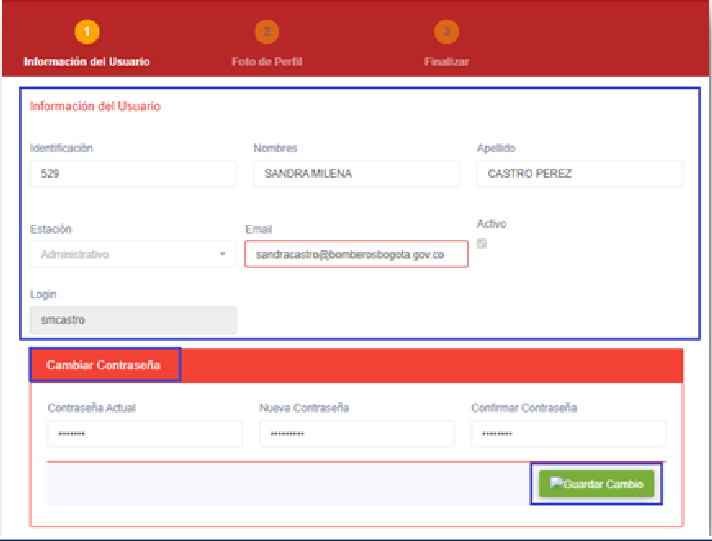 1 2 3
Información del Usuario Foto de Perfil Finalizar
Información del Usuario
Identificación Nombres Apellido
529 SANDRA MILENA CASTRO PEREZ
Estación Email Activo
Administrativo sandracastro@bomberosbogota.gov.co
Login
smcastro
Cambiar Contraseña
Contraseña Actual Nueva Contraseña Confirmar Contraseña
Guardar Cambio